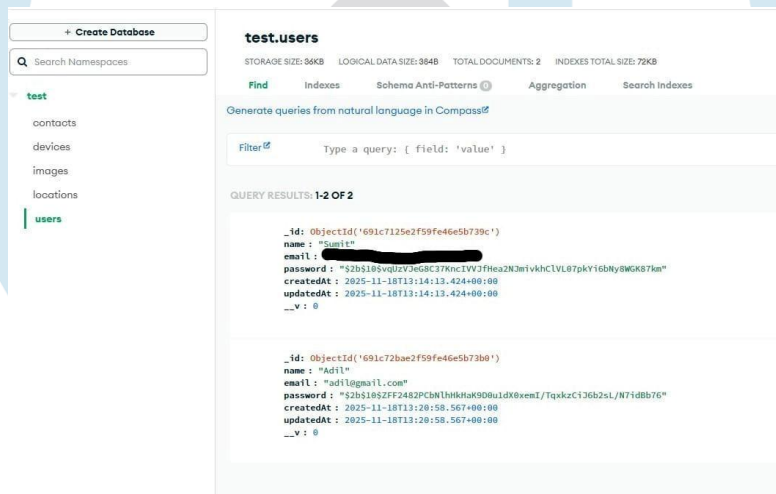 + Create Database
Search Namespaces
test
contacts
devices
images
locations
users
test.users
STORAGE SIZE: 36KB LOGICAL DATA SIZE: 384B TOTAL DOCUMENTS: 2 INDEXES TOTAL SIZE: 72KB
Find Indexes Schema Anti-Patterns 0 Aggregation Search Indexes
Generate queries from natural language in Compass
Filter Type a query: { field: 'value' }
QUERY RESULTS: 1-2 OF 2
_id: ObjectId('691c7125e2f59fe46e5b739c')
name : "Sumit"
email :
password : "$2b$10$vqUzVJeG8C37KncIVVJfHea2NJmivkhClVL07pkYi6bNy8WGK87km"
createdAt : 2025-11-18T13:14:13.424+00:00
updatedAt : 2025-11-18T13:14:13.424+00:00
__v : 0
_id: ObjectId('691c72bae2f59fe46e5b73b0')
name : "Adil"
email : "adil@gmail.com"
password : "$2b$10$ZFF2482PCbNlhHkHaK9D0u1dX0xemI/TqxkzCiJ6b2sL/N7idBb76"
createdAt : 2025-11-18T13:20:58.567+00:00
updatedAt : 2025-11-18T13:20:58.567+00:00
__v : 0